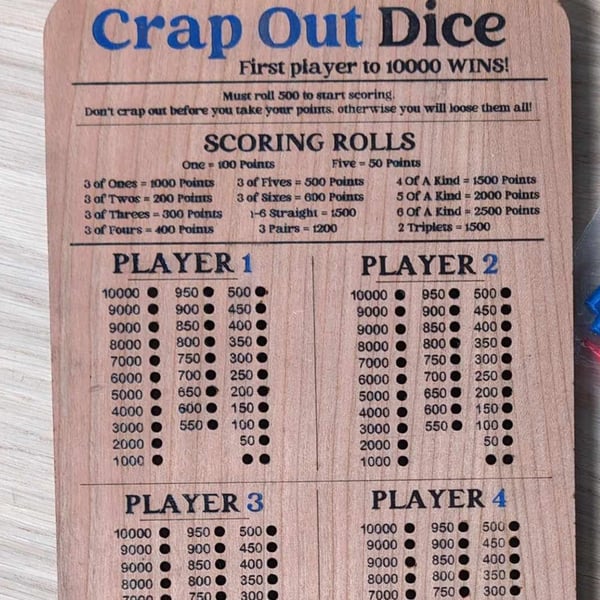 Crap Out Dice
First player to 10000 WINS!
Must roll 500 to start scoring.
Don't crap out before you take your points, otherwise you will loose them all!
SCORING ROLLS
One = 100 Points Five = 50 Points
3 of Ones = 1000 Points 3 of Fives = 500 Points 4 Of A Kind = 1500 Points
3 of Twos = 200 Points 3 of Sixes = 600 Points 5 Of A Kind = 2000 Points
3 of Threes = 300 Points 1-6 Straight = 1500 6 Of A Kind = 2500 Points
3 of Fours = 400 Points 3 Pairs = 1200 2 Triplets = 1500
PLAYER 1 PLAYER 2
10000 950 500 10000 950 500
9000 900 450 9000 900 450
9000 850 400 9000 850 400
8000 800 350 8000 800 350
7000 750 300 7000 750 300
6000 700 250 6000 700 250
5000 650 200 5000 650 200
4000 600 150 4000 600 150
3000 550 100 3000 550 100
2000 50 2000 50
1000 1000
PLAYER 3 PLAYER 4
10000 950 500 10000 950 500
9000 900 450 9000 900 450
9000 850 400 9000 850 400
8000 800 350 8000 800 350
7000 750 300 7000 750 300